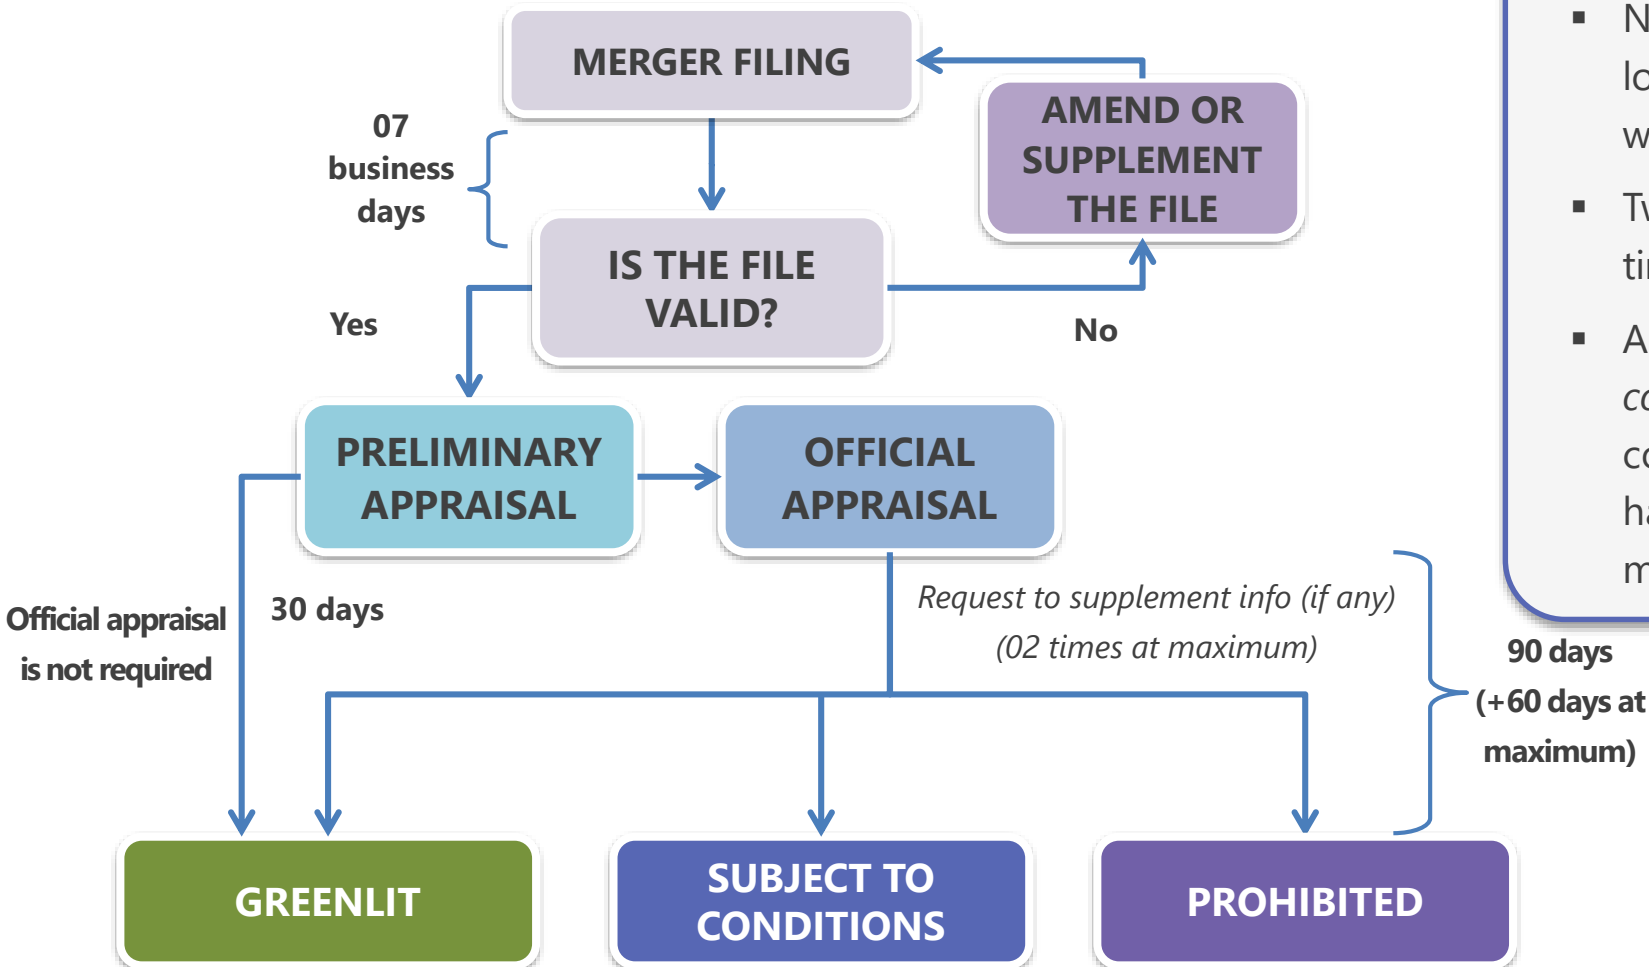 MERGER FILING
AMEND OR
SUPPLEMENT
THE FILE
07
business
days
IS THE FILE
VALID?
Yes
No
PRELIMINARY
APPRAISAL
OFFICIAL
APPRAISAL
Official appraisal
is not required
30 days
Request to supplement info (if any)
(02 times at maximum)
90 days
(+60 days at
maximum)
GREENLIT
SUBJECT TO
CONDITIONS
PROHIBITED